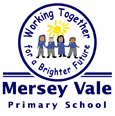 Working Together
for a Brighter Future
Mersey Vale
Primary School